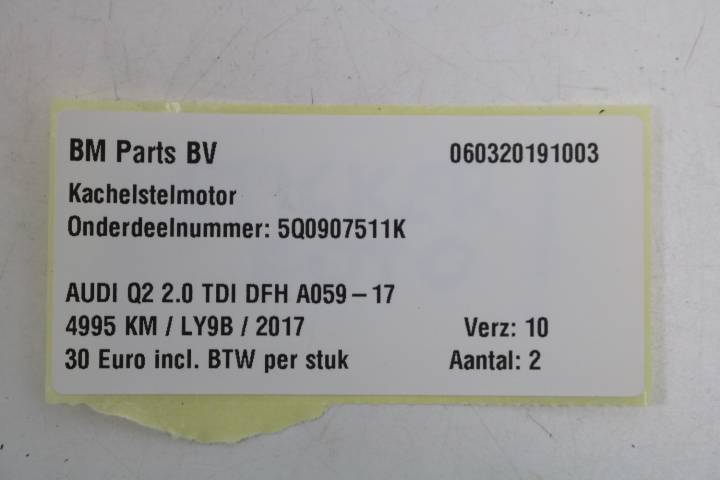 BM Parts BV 060320191003
Kachelstelmotor
Onderdeelnummer: 5Q0907511K
AUDI Q2 2.0 TDI DFH A059-17
4995 KM / LY9B / 2017 Verz: 10
30 Euro incl. BTW per stuk Aantal: 2